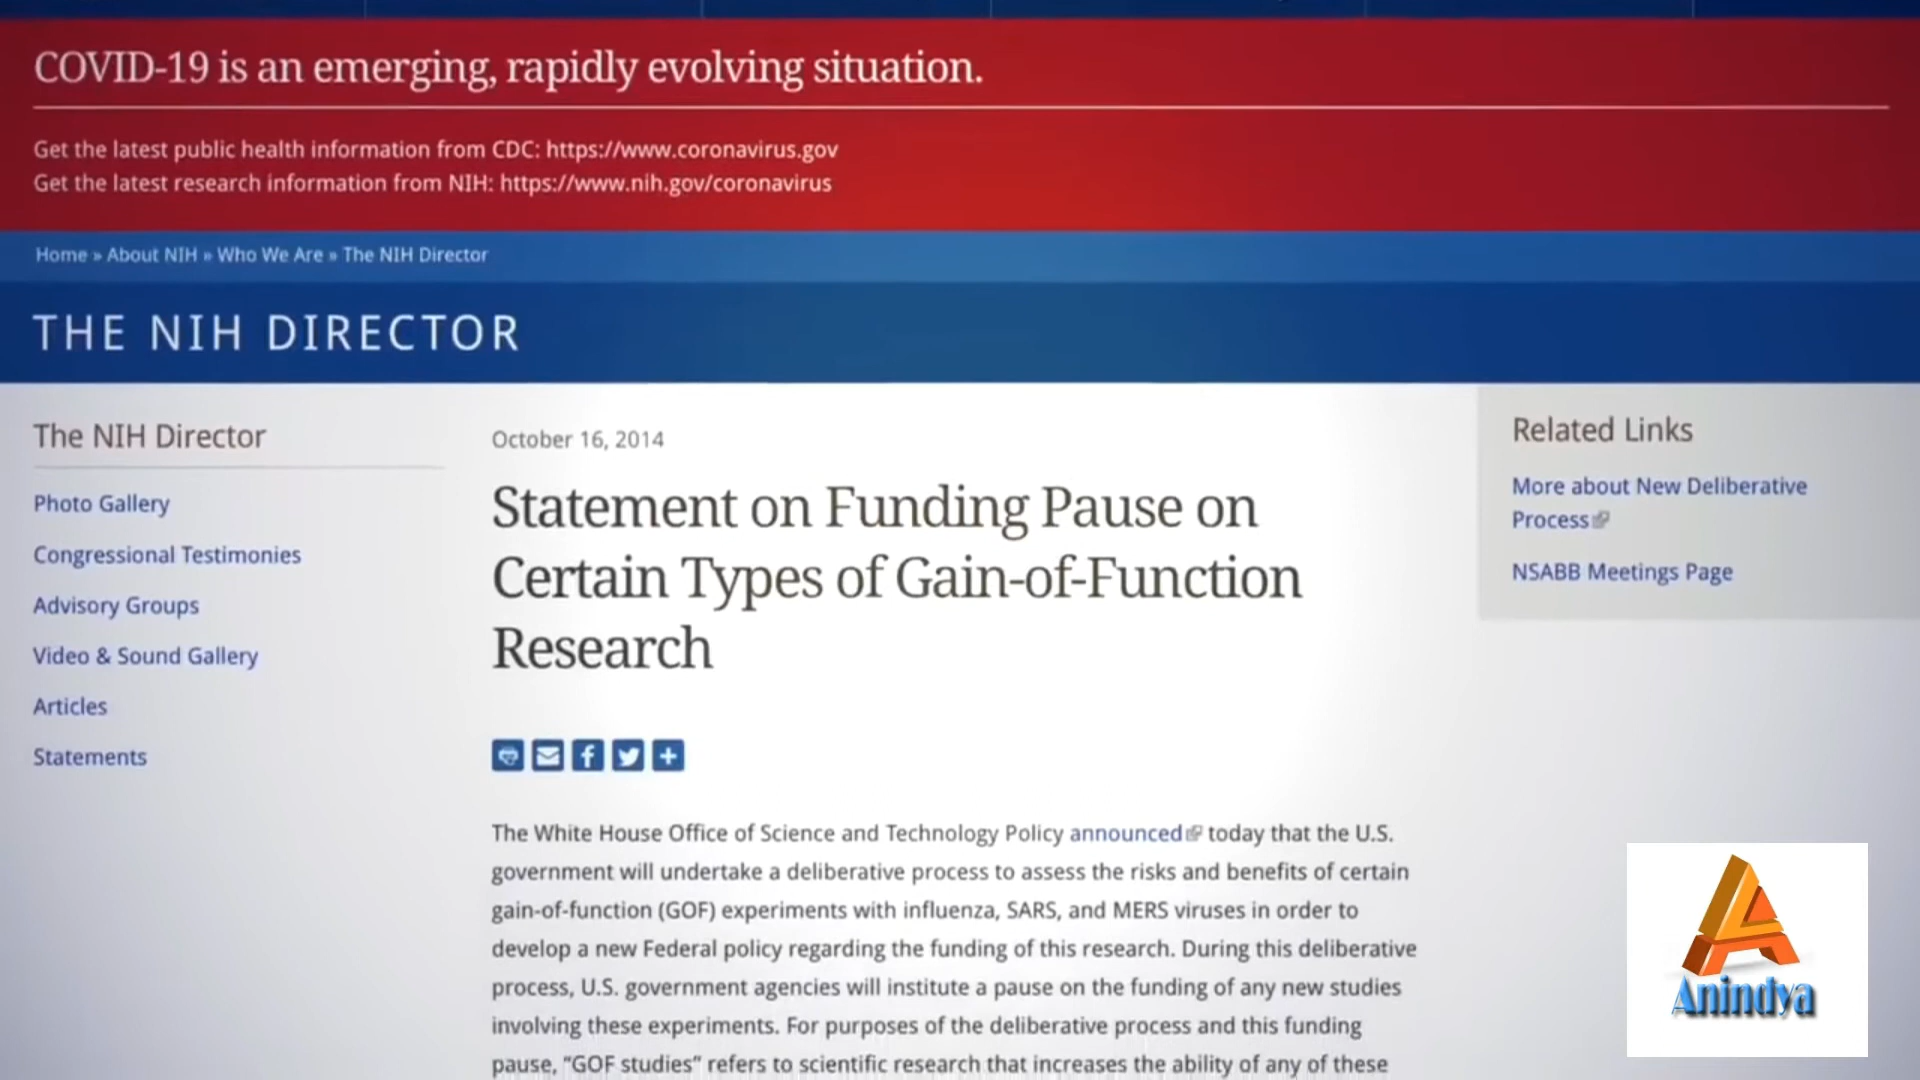 COVID-19 is an emerging, rapidly evolving situation.
Get the latest public health information from CDC: https://www.coronavirus.gov
Get the latest research information from NIH: https://www.nih.gov/coronavirus
Home » About NIH » Who We Are » The NIH Director
THE NIH DIRECTOR
The NIH Director
Photo Gallery
Congressional Testimonies
Advisory Groups
Video & Sound Gallery
Articles
Statements
October 16, 2014
Statement on Funding Pause on
Certain Types of Gain-of-Function
Research
The White House Office of Science and Technology Policy announced today that the U.S.
government will undertake a deliberative process to assess the risks and benefits of certain
gain-of-function (GOF) experiments with influenza, SARS, and MERS viruses in order to
develop a new Federal policy regarding the funding of this research. During this deliberative
process, U.S. government agencies will institute a pause on the funding of any new studies
involving these experiments. For purposes of the deliberative process and this funding
pause, “GOF studies” refers to scientific research that increases the ability of any of these
Related Links
More about New Deliberative
Process
NSABB Meetings Page
Anindya